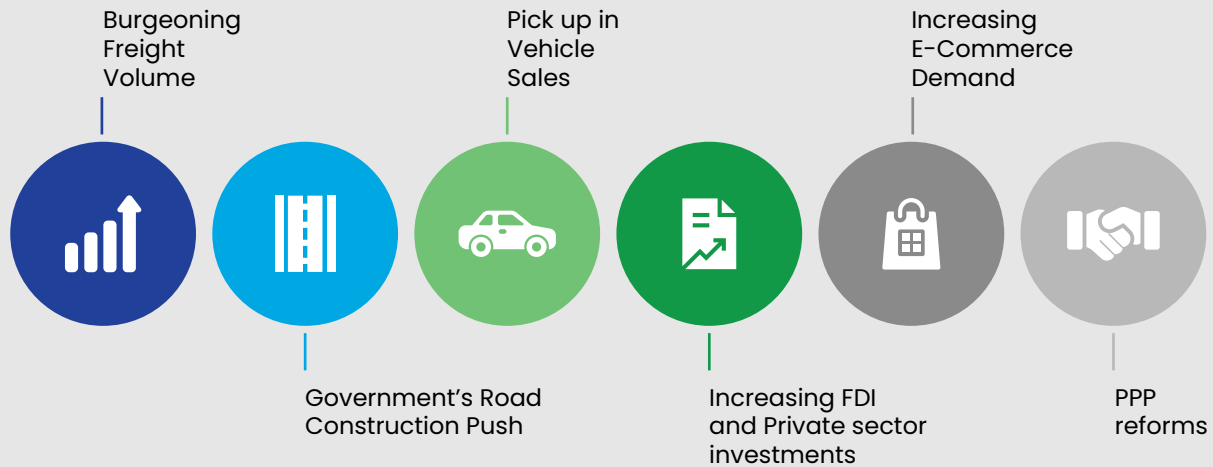 Burgeoning
Freight
Volume
Pick up in
Vehicle
Sales
Increasing
E-Commerce
Demand
Government’s Road
Construction Push
Increasing FDI
and Private sector
investments
PPP
reforms